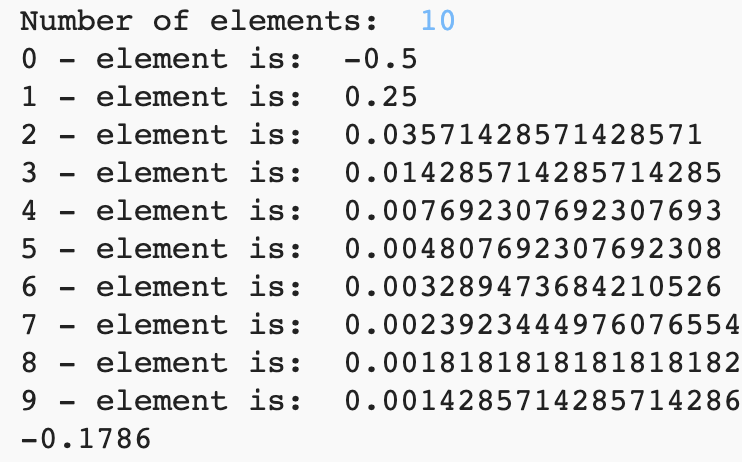 Number of elements: 10
0 - element is: -0.5
1 - element is: 0.25
2 - element is: 0.03571428571428571
3 - element is: 0.014285714285714285
4 - element is: 0.007692307692307693
5 - element is: 0.004807692307692308
6 - element is: 0.003289473684210526
7 - element is: 0.0023923444976076554
8 - element is: 0.0018181818181818182
9 - element is: 0.0014285714285714286
-0.1786